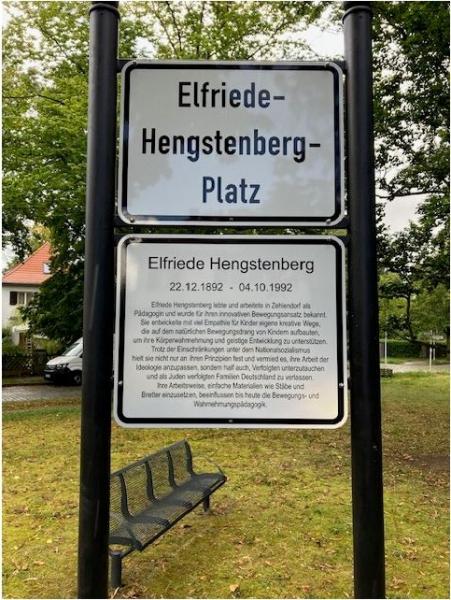 Elfriede-
Hengstenberg-
Platz
Elfriede Hengstenberg
22.12.1892 - 04.10.1992
Elfriede Hengstenberg lebte und arbeitete in Zehlendorf als
Pädagogin und wurde für ihren innovativen Bewegungsansatz bekannt.
Sie entwickelte mit viel Empathie für Kinder eigene kreative Wege,
die auf dem natürlichen Bewegungsdrang von Kindern aufbauten,
um ihre Körperwahrnehmung und geistige Entwicklung zu unterstützen.
Trotz der Einschränkungen unter dem Nationalsozialismus
hielt sie nicht nur an ihren Prinzipien fest und vermied es, ihre Arbeit der
Ideologie anzupassen, sondern half auch, Verfolgten unterzutauchen
und als Juden verfolgten Familien Deutschland zu verlassen.
Ihre Arbeitsweise, einfache Materialien wie Stäbe und
Bretter einzusetzen, beeinflussen bis heute die Bewegungs- und
Wahrnehmungspädagogik.